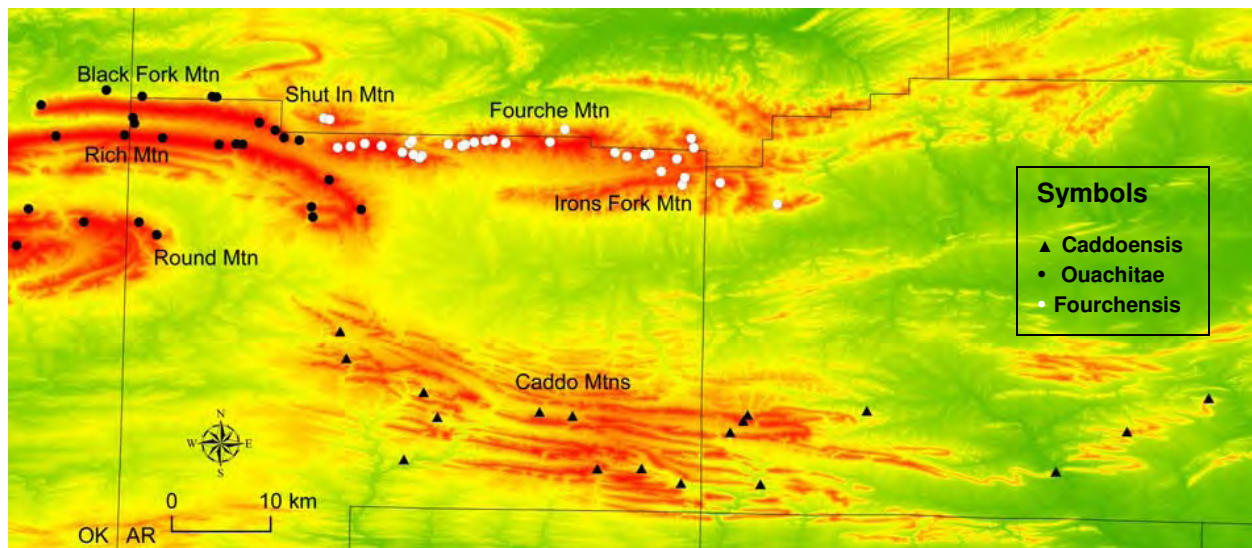 Black Fork Mtn
Shut In Mtn
Fourche Mtn
Rich Mtn
Irons Fork Mtn
Round Mtn
Symbols
Caddoensis
Ouachitae
Fourchensis
Caddo Mtns
N
W E
S
0 10 km
OK AR